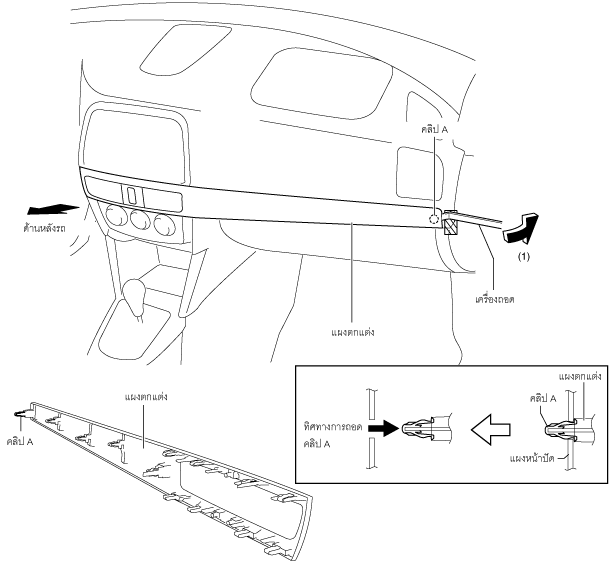 คลิป A
ด้านหลังรถ
(1)
เครื่องถอด
แผงตกแต่ง
แผงตกแต่ง
คลิป A
แผงตกแต่ง
คลิป A
ทิศทางการถอด
คลิป A
แผงหน้าปัด